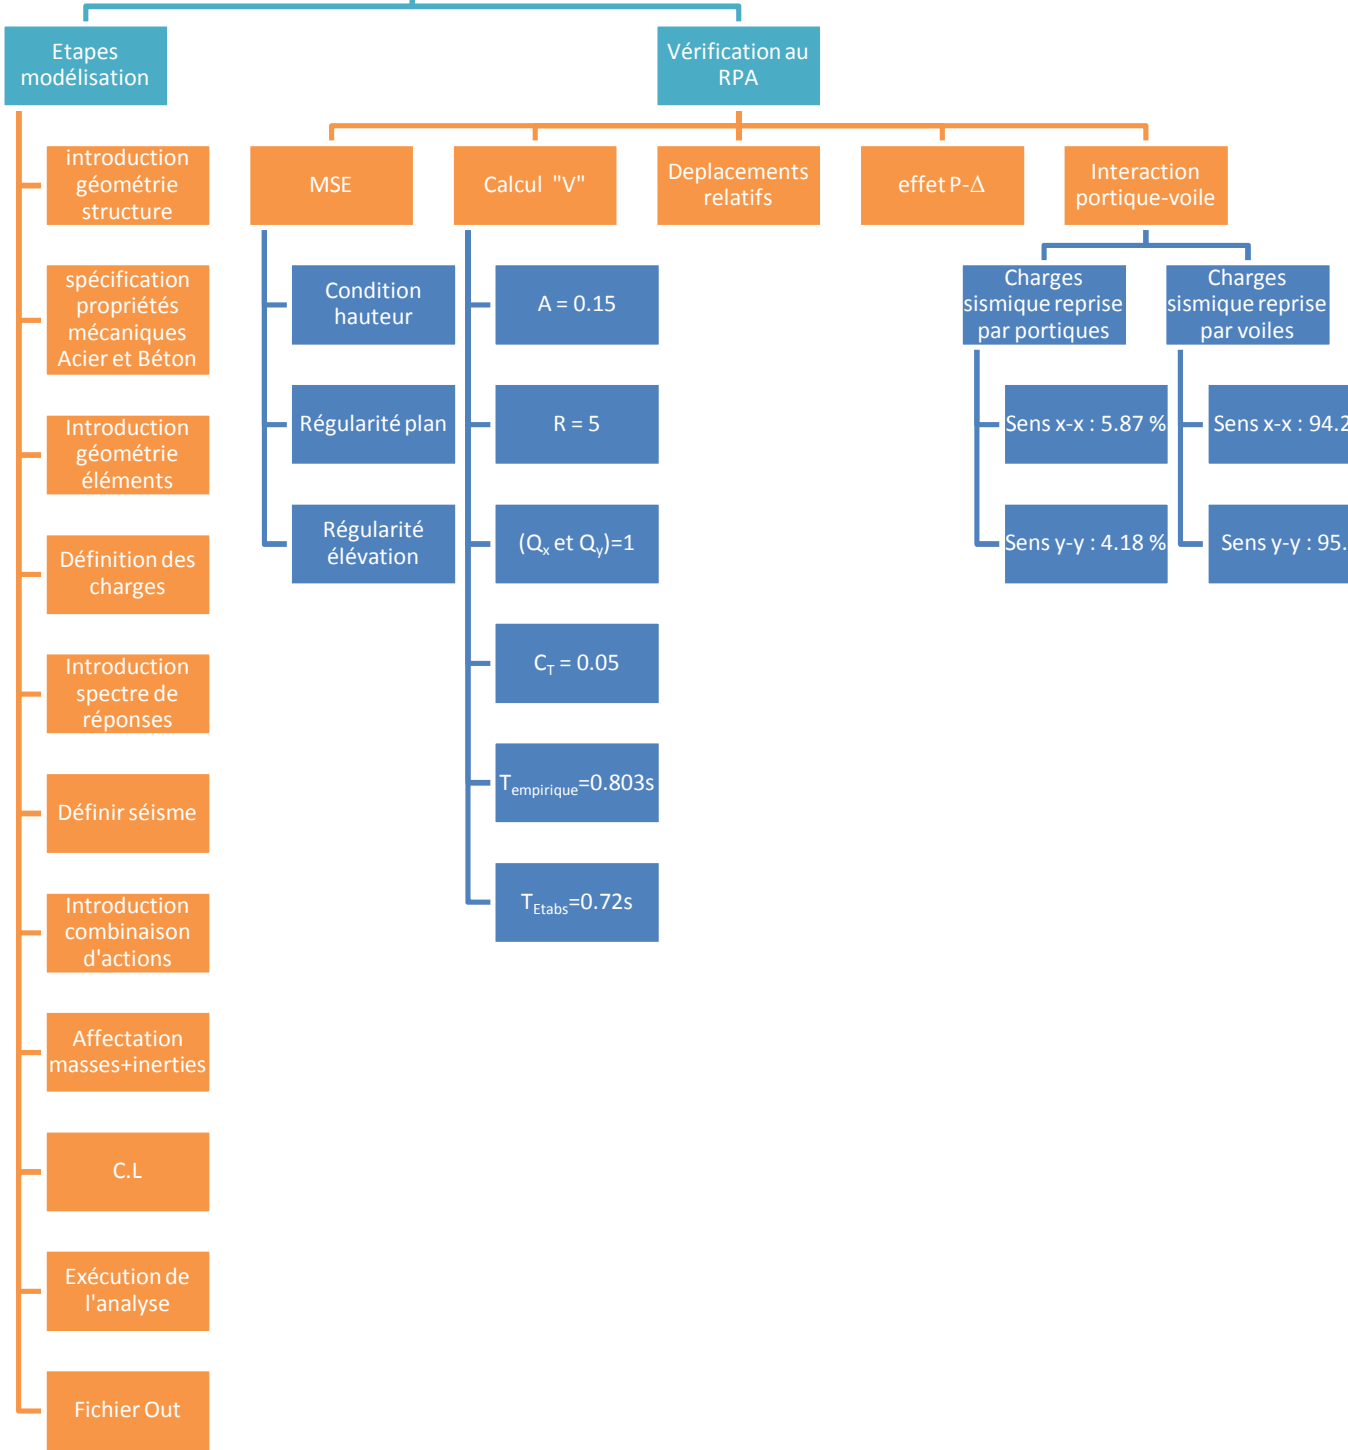 Etapes
modélisation
Vérification au
RPA
introduction
géométrie
structure
spécification
propriétés
mécaniques
Acier et Béton
Introduction
géométrie
éléments
Définition des
charges
Introduction
spectre de
réponses
Définir séisme
Introduction
combinaison
d'actions
Affectation
masses+inerties
C.L
Exécution de
l'analyse
Fichier Out
MSE
Condition
hauteur
Régularité plan
Régularité
élévation
Calcul "V"
A = 0.15
R = 5
(Qx et Qy)=1
CT = 0.05
Tempirique=0.803s
TEtabs=0.72s
Deplacements
relatifs
effet P-Δ
Interaction
portique-voile
Charges
sismique reprise
par portiques
Sens x-x : 5.87 %
Sens y-y : 4.18 %
Charges
sismique reprise
par voiles
Sens x-x : 94.2
Sens y-y : 95.